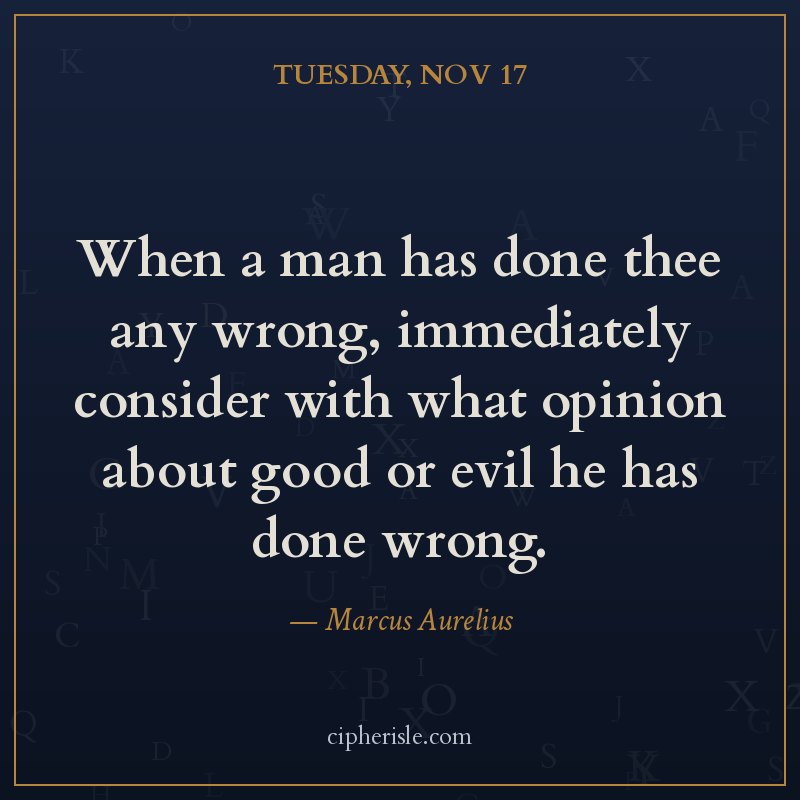 TUESDAY, NOV 17
When a man has done thee
any wrong, immediately
consider with what opinion
about good or evil he has
done wrong.
— Marcus Aurelius
cipherisle.com